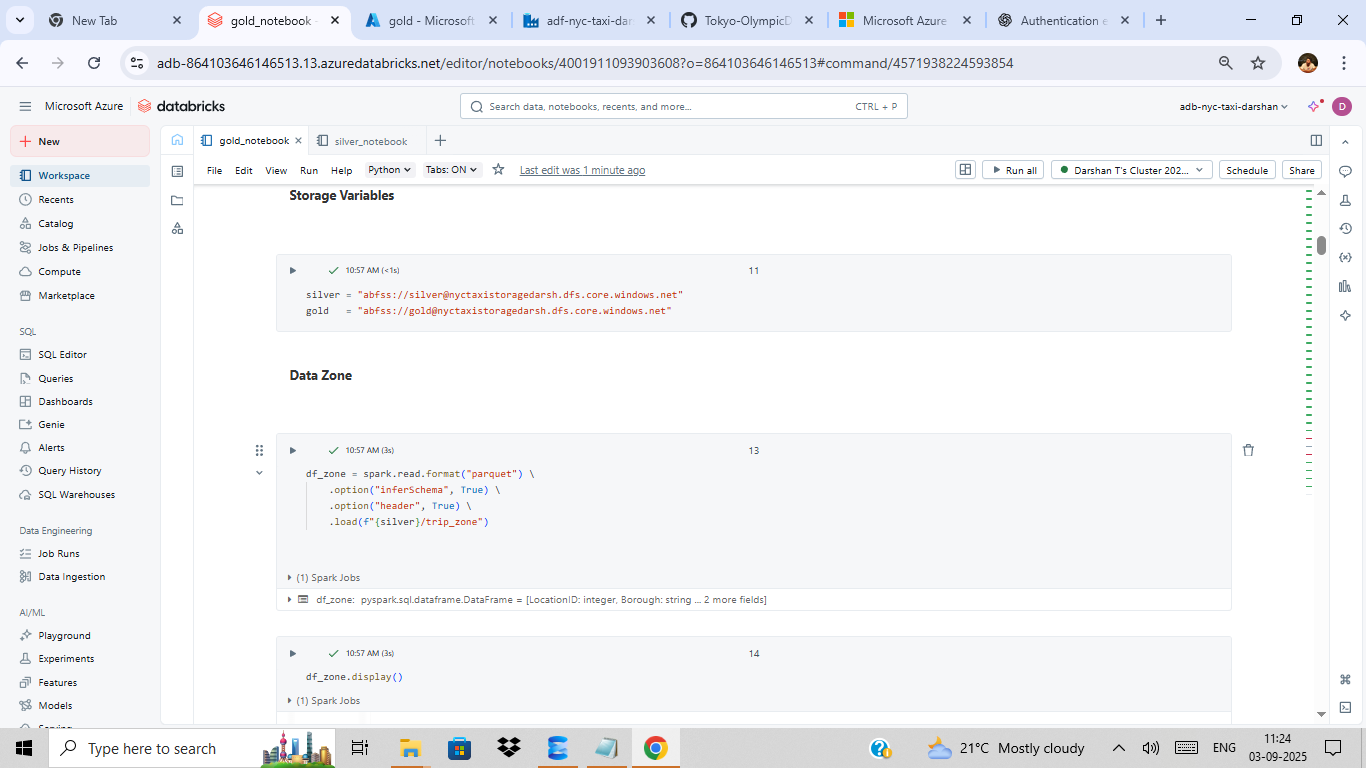 New Tab
gold_notebook -
gold - Microsoft
adf-nyc-taxi-dar
Tokyo-OlympicD
Microsoft Azure
Authentication e
adb-864103646146513.13.azuredatabricks.net/editor/notebooks/4001911093903608?o=864103646146513#command/4571938224593854
Microsoft Azure
databricks
Search data, notebooks, recents, and more...
CTRL + P
adb-nyc-taxi-darshan
D
New
Workspace
Recents
Catalog
Jobs & Pipelines
Compute
Marketplace
SQL
SQL Editor
Queries
Dashboards
Genie
Alerts
Query History
SQL Warehouses
Data Engineering
Job Runs
Data Ingestion
AI/ML
Playground
Experiments
Features
Models
Serving
gold_notebook
silver_notebook
File Edit View Run Help Python Tabs: ON Last edit was 1 minute ago
Run all
Darshan T's Cluster 202...
Schedule
Share
Storage Variables
10:57 AM (<1s)
11
silver = "abfss://silver@nyctaxistoragedarsh.dfs.core.windows.net"
gold   = "abfss://gold@nyctaxistoragedarsh.dfs.core.windows.net"
Data Zone
10:57 AM (3s)
13
df_zone = spark.read.format("parquet") \
.option("inferSchema", True) \
.option("header", True) \
.load(f"{silver}/trip_zone")
(1) Spark Jobs
df_zone: pyspark.sql.dataframe.DataFrame = [LocationID: integer, Borough: string ... 2 more fields]
10:57 AM (3s)
14
df_zone.display()
(1) Spark Jobs
Type here to search
21°C Mostly cloudy
ENG
11:24
03-09-2025